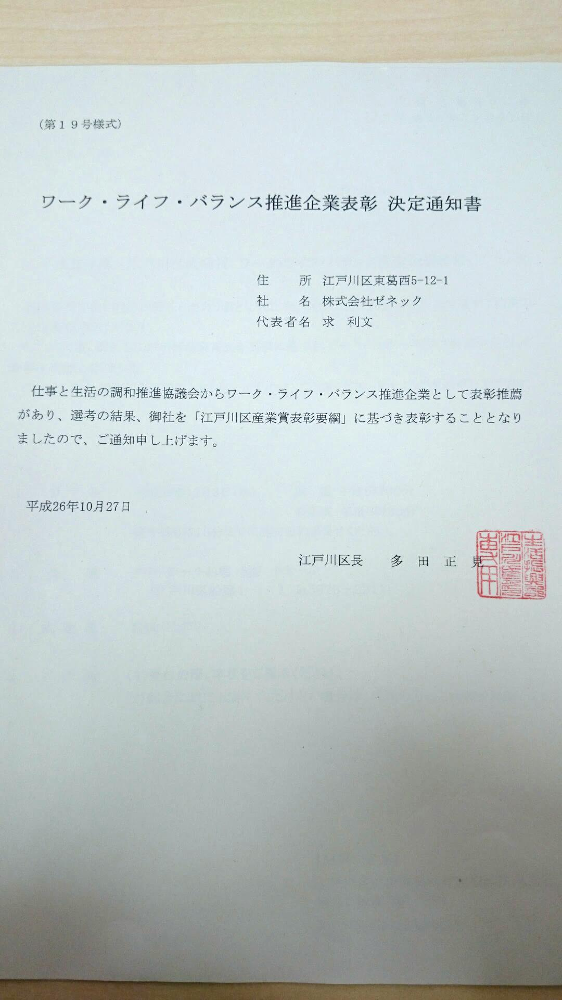 （第１９号様式）
ワーク・ライフ・バランス推進企業表彰 決定通知書
住　　所　江戸川区東葛西5-12-1
社　　名　株式会社ゼネック
代表者名　求　利文
仕事と生活の調和推進協議会からワーク・ライフ・バランス推進企業として表彰推薦
があり、選考の結果、御社を「江戸川区産業賞表彰要綱」に基づき表彰することとなり
ましたので、ご通知申し上げます。
平成26年10月27日
江戸川区長　　多　田　正　見
生活振興部
専用